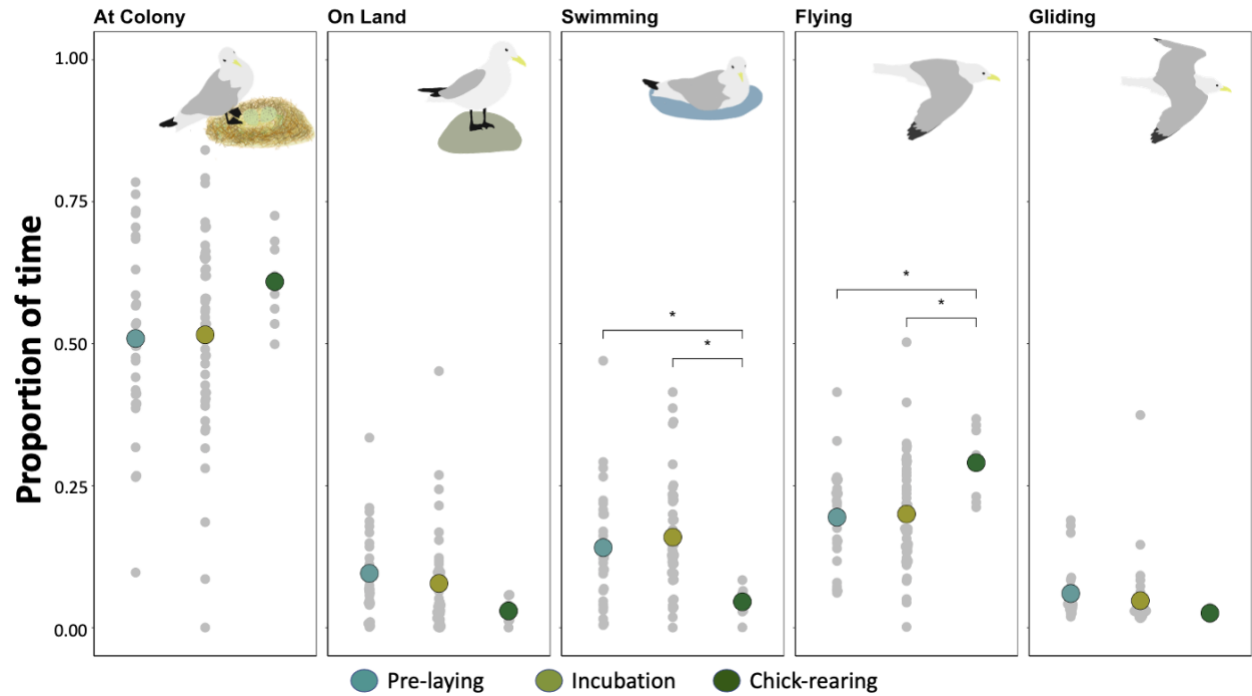 At Colony
On Land
Swimming
Flying
Gliding
Proportion of time
1.00
0.75
0.50
0.25
0.00
*
*
*
*
Pre-laying
Incubation
Chick-rearing